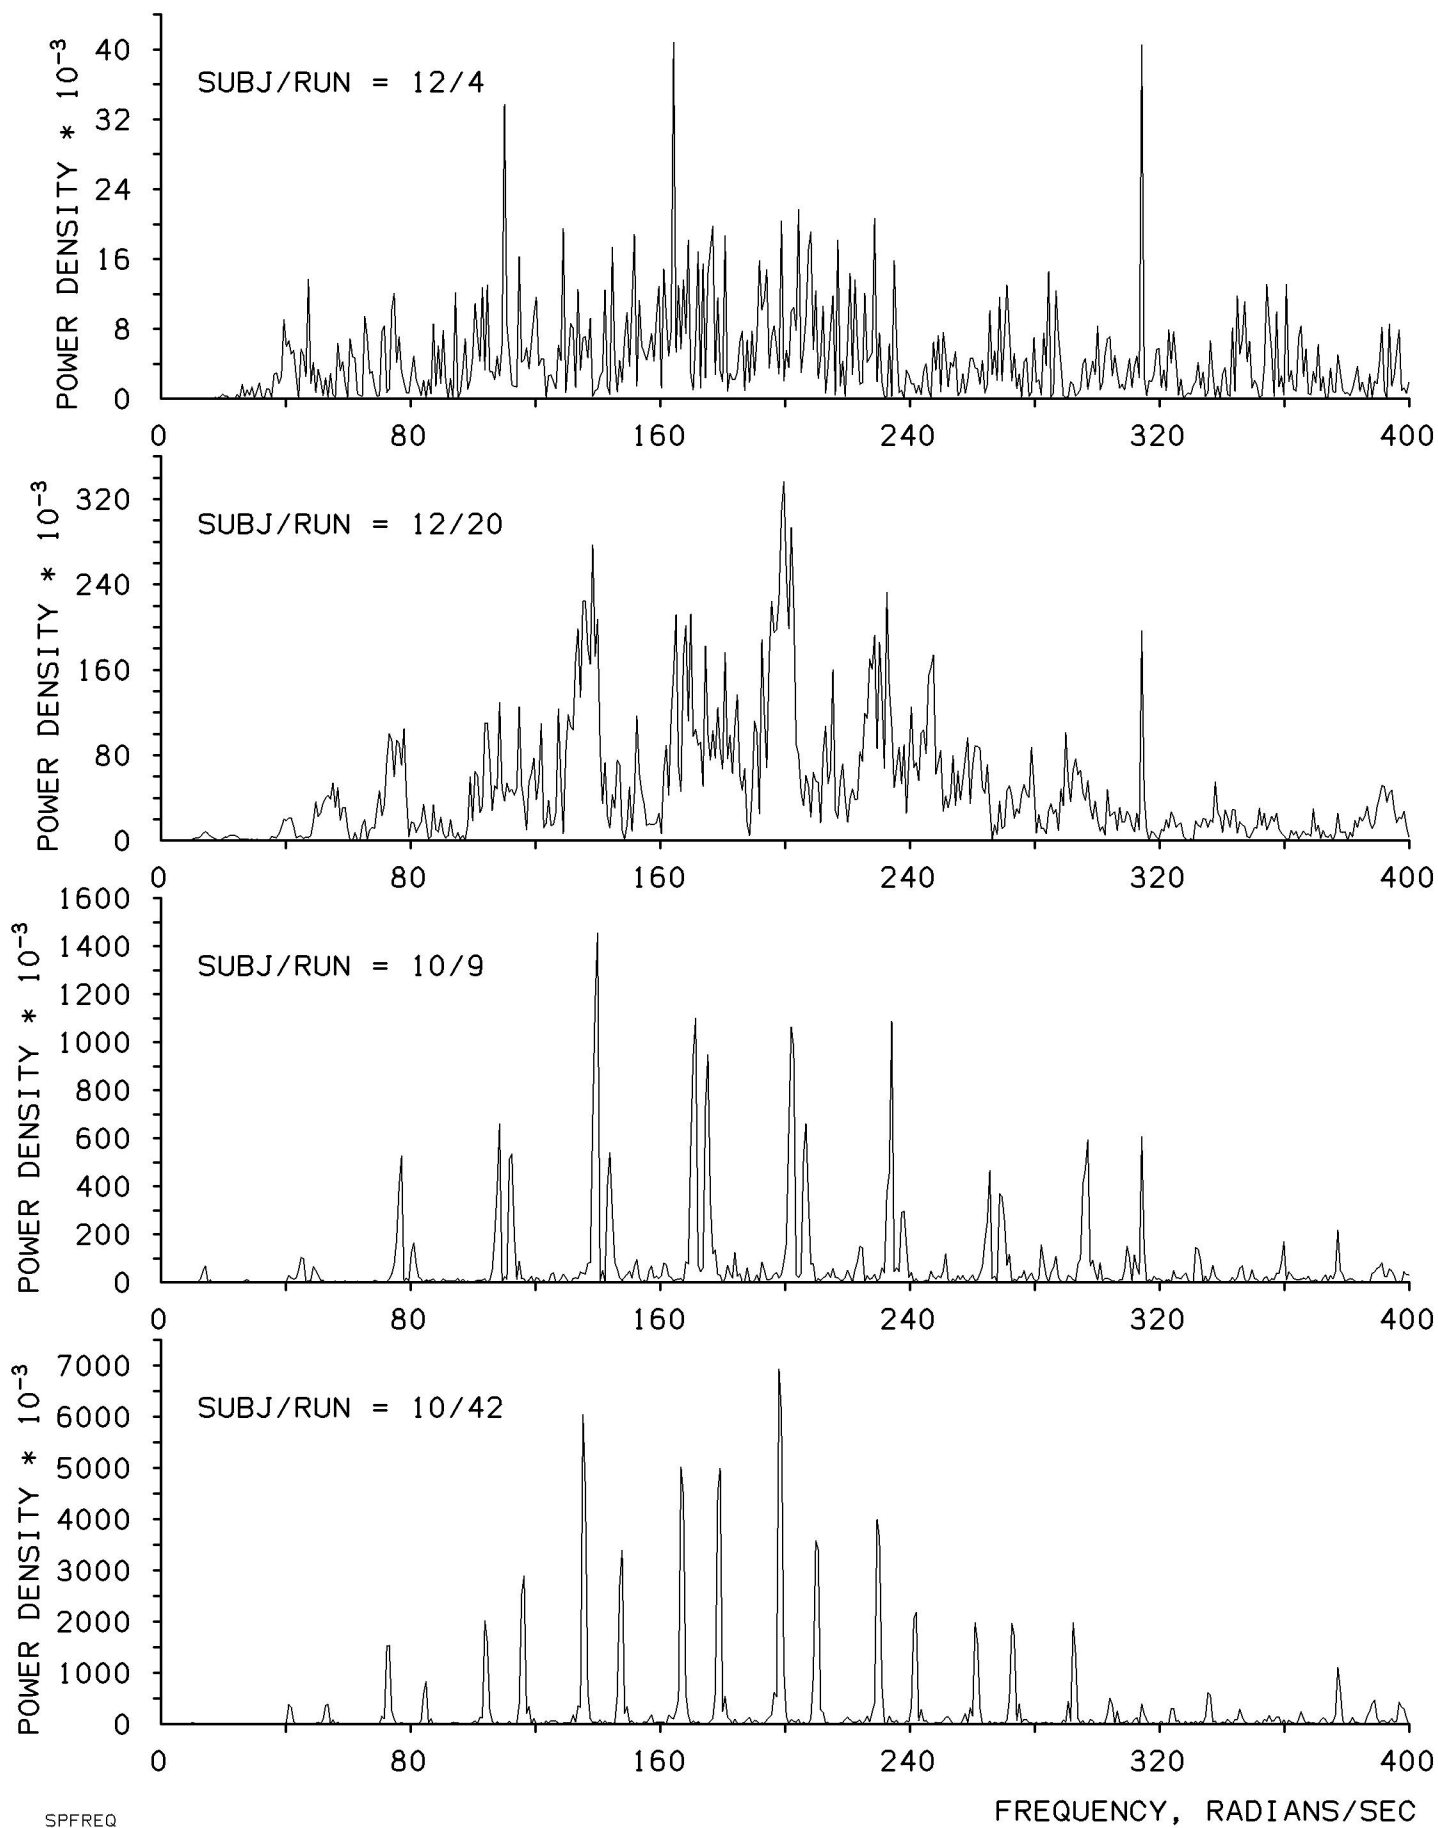 POWER DENSITY * 10⁻³
SUBJ/RUN = 12/4
40
32
24
16
8
0
0 80 160 240 320 400
POWER DENSITY * 10⁻³
SUBJ/RUN = 12/20
320
240
160
80
0
0 80 160 240 320 400
POWER DENSITY * 10⁻³
SUBJ/RUN = 10/9
1600
1400
1200
1000
800
600
400
200
0
0 80 160 240 320 400
POWER DENSITY * 10⁻³
SUBJ/RUN = 10/42
7000
6000
5000
4000
3000
2000
1000
0
0 80 160 240 320 400
FREQUENCY, RADIANS/SEC
SPFREQ